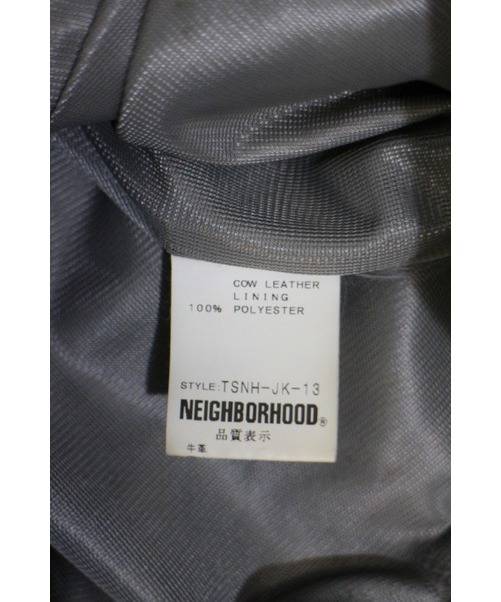 COW LEATHER
LINING
100% POLYESTER
STYLE:TSNH-JK-13
NEIGHBORHOOD®
品質表示
牛革